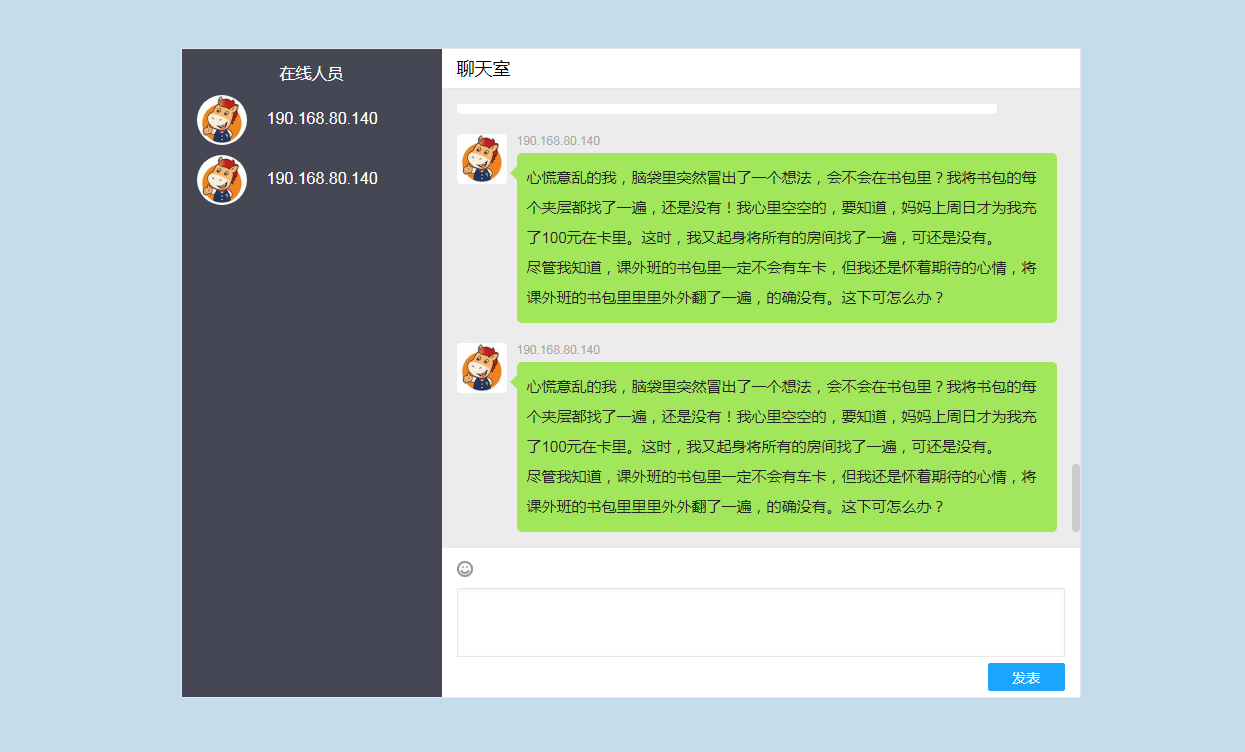 在线人员
190.168.80.140
190.168.80.140
聊天室
190.168.80.140
心慌意乱的我，脑袋里突然冒出了一个想法，会不会在书包里？我将书包的每
个夹层都找了一遍，还是没有！我心里空空的，要知道，妈妈上周日才为我充
了100元在卡里。这时，我又起身将所有的房间找了一遍，可还是没有。
尽管我知道，课外班的书包里一定不会有车卡，但我还是怀着期待的心情，将
课外班的书包里里里外外翻了一遍，的确没有。这下可怎么办？
190.168.80.140
心慌意乱的我，脑袋里突然冒出了一个想法，会不会在书包里？我将书包的每
个夹层都找了一遍，还是没有！我心里空空的，要知道，妈妈上周日才为我充
了100元在卡里。这时，我又起身将所有的房间找了一遍，可还是没有。
尽管我知道，课外班的书包里一定不会有车卡，但我还是怀着期待的心情，将
课外班的书包里里里外外翻了一遍，的确没有。这下可怎么办？
发表